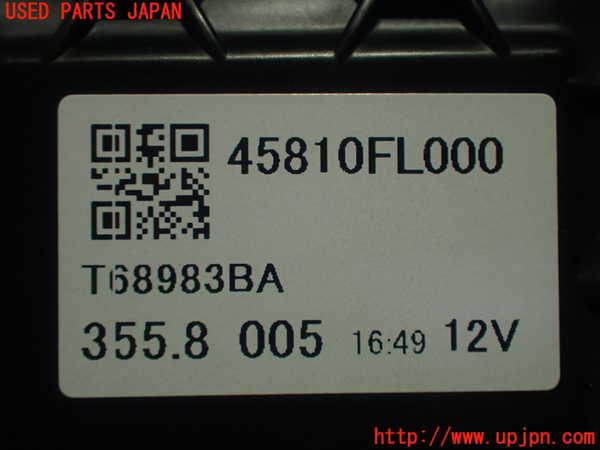 USED PARTS JAPAN
45810FL000
T68983BA
355.8 005 16:49 12V
http://www.upjpn.com/